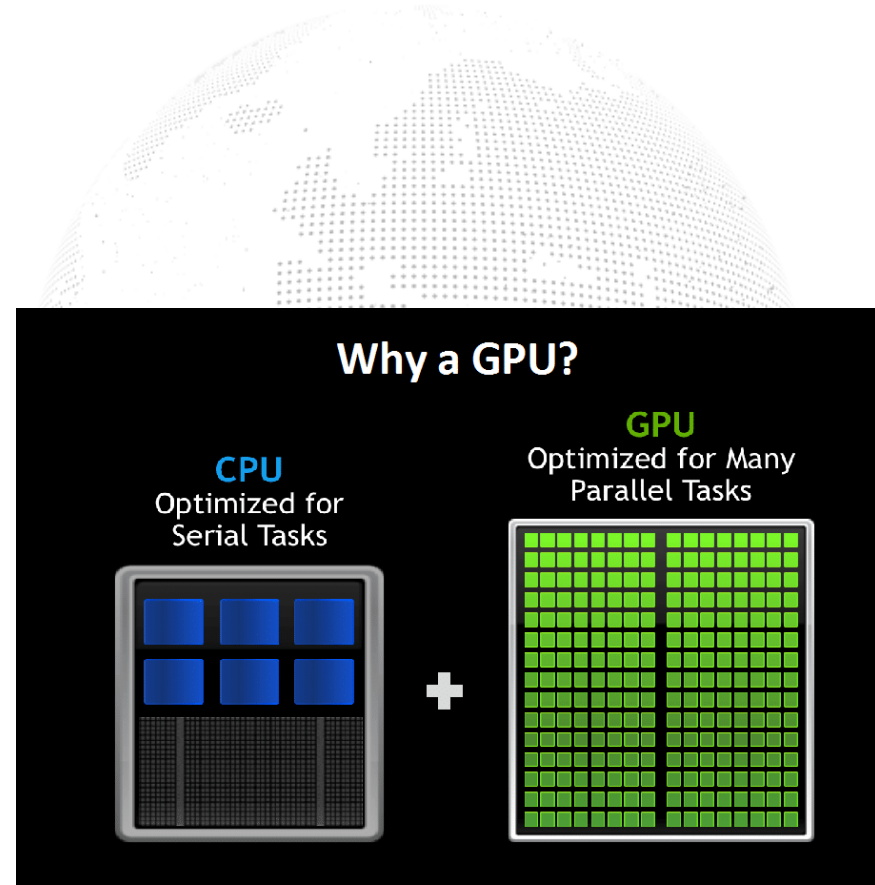 Why a GPU?
CPU
Optimized for
Serial Tasks
GPU
Optimized for Many
Parallel Tasks